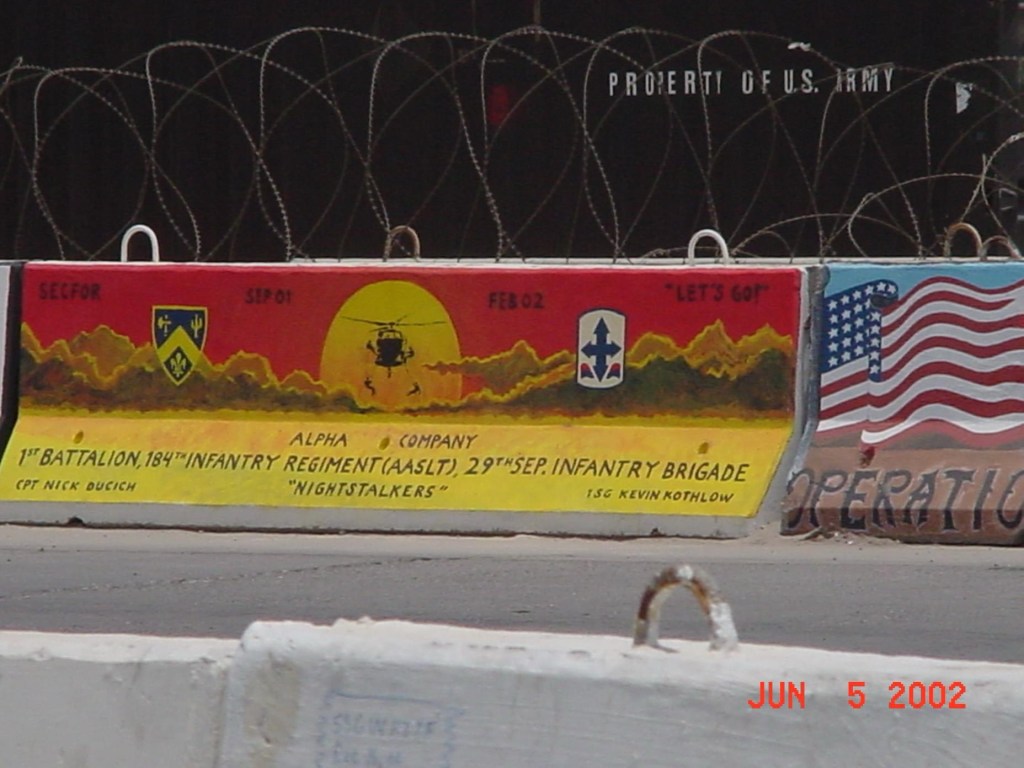 PROPERTY OF U.S. ARMY
SECFOR SEP 01 FEB 02 "LET'S GO!"
ALPHA COMPANY
1ST BATTALION, 184TH INFANTRY REGIMENT (AASLT), 29TH SEP. INFANTRY BRIGADE
CPT NICK DUCICH "NIGHTSTALKERS" 1SG KEVIN KOTHLOW
OPERATIO
JUN 5 2002